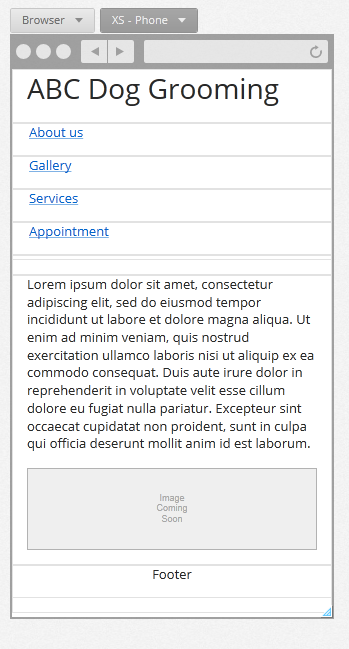 Browser
XS - Phone
ABC Dog Grooming
About us
Gallery
Services
Appointment
Lorem ipsum dolor sit amet, consectetur
adipiscing elit, sed do eiusmod tempor
incididunt ut labore et dolore magna aliqua. Ut
enim ad minim veniam, quis nostrud
exercitation ullamco laboris nisi ut aliquip ex ea
commodo consequat. Duis aute irure dolor in
reprehenderit in voluptate velit esse cillum
dolore eu fugiat nulla pariatur. Excepteur sint
occaecat cupidatat non proident, sunt in culpa
qui officia deserunt mollit anim id est laborum.
Image
Coming
Soon
Footer